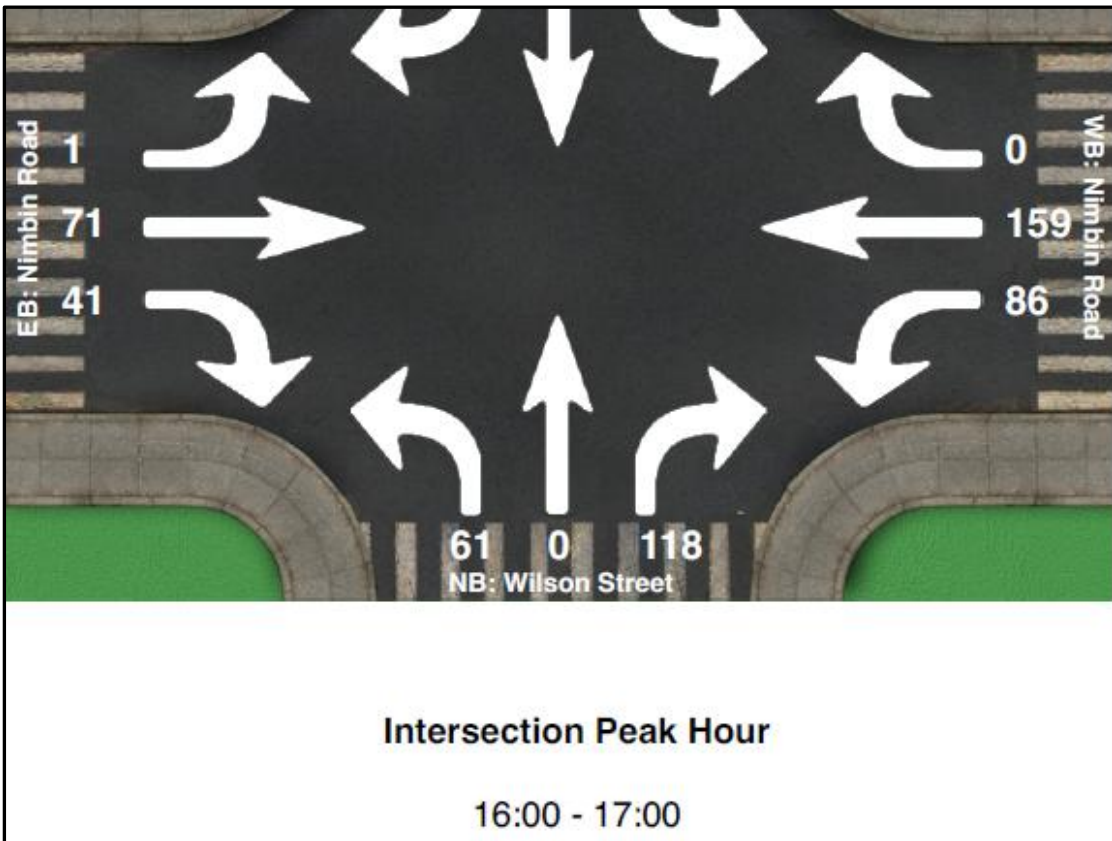 1
71
41
EB: Nimbin Road
0
159
86
WB: Nimbin Road
61 0 118
NB: Wilson Street
Intersection Peak Hour
16:00 - 17:00